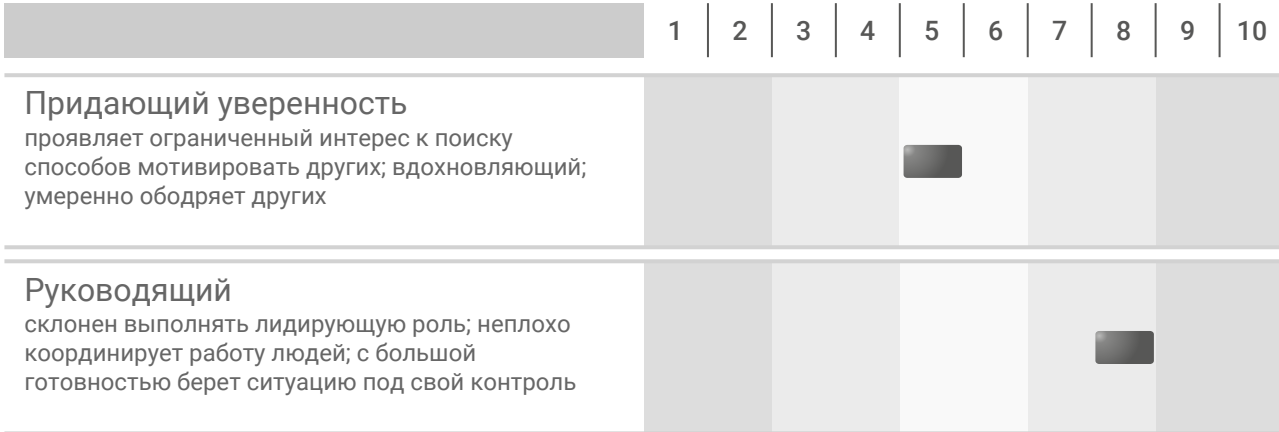 1 2 3 4 5 6 7 8 9 10
Придающий уверенность
проявляет ограниченный интерес к поиску
способов мотивировать других; вдохновляющий;
умеренно ободряет других
Руководящий
склонен выполнять лидирующую роль; неплохо
координирует работу людей; с большой
готовностью берет ситуацию под свой контроль